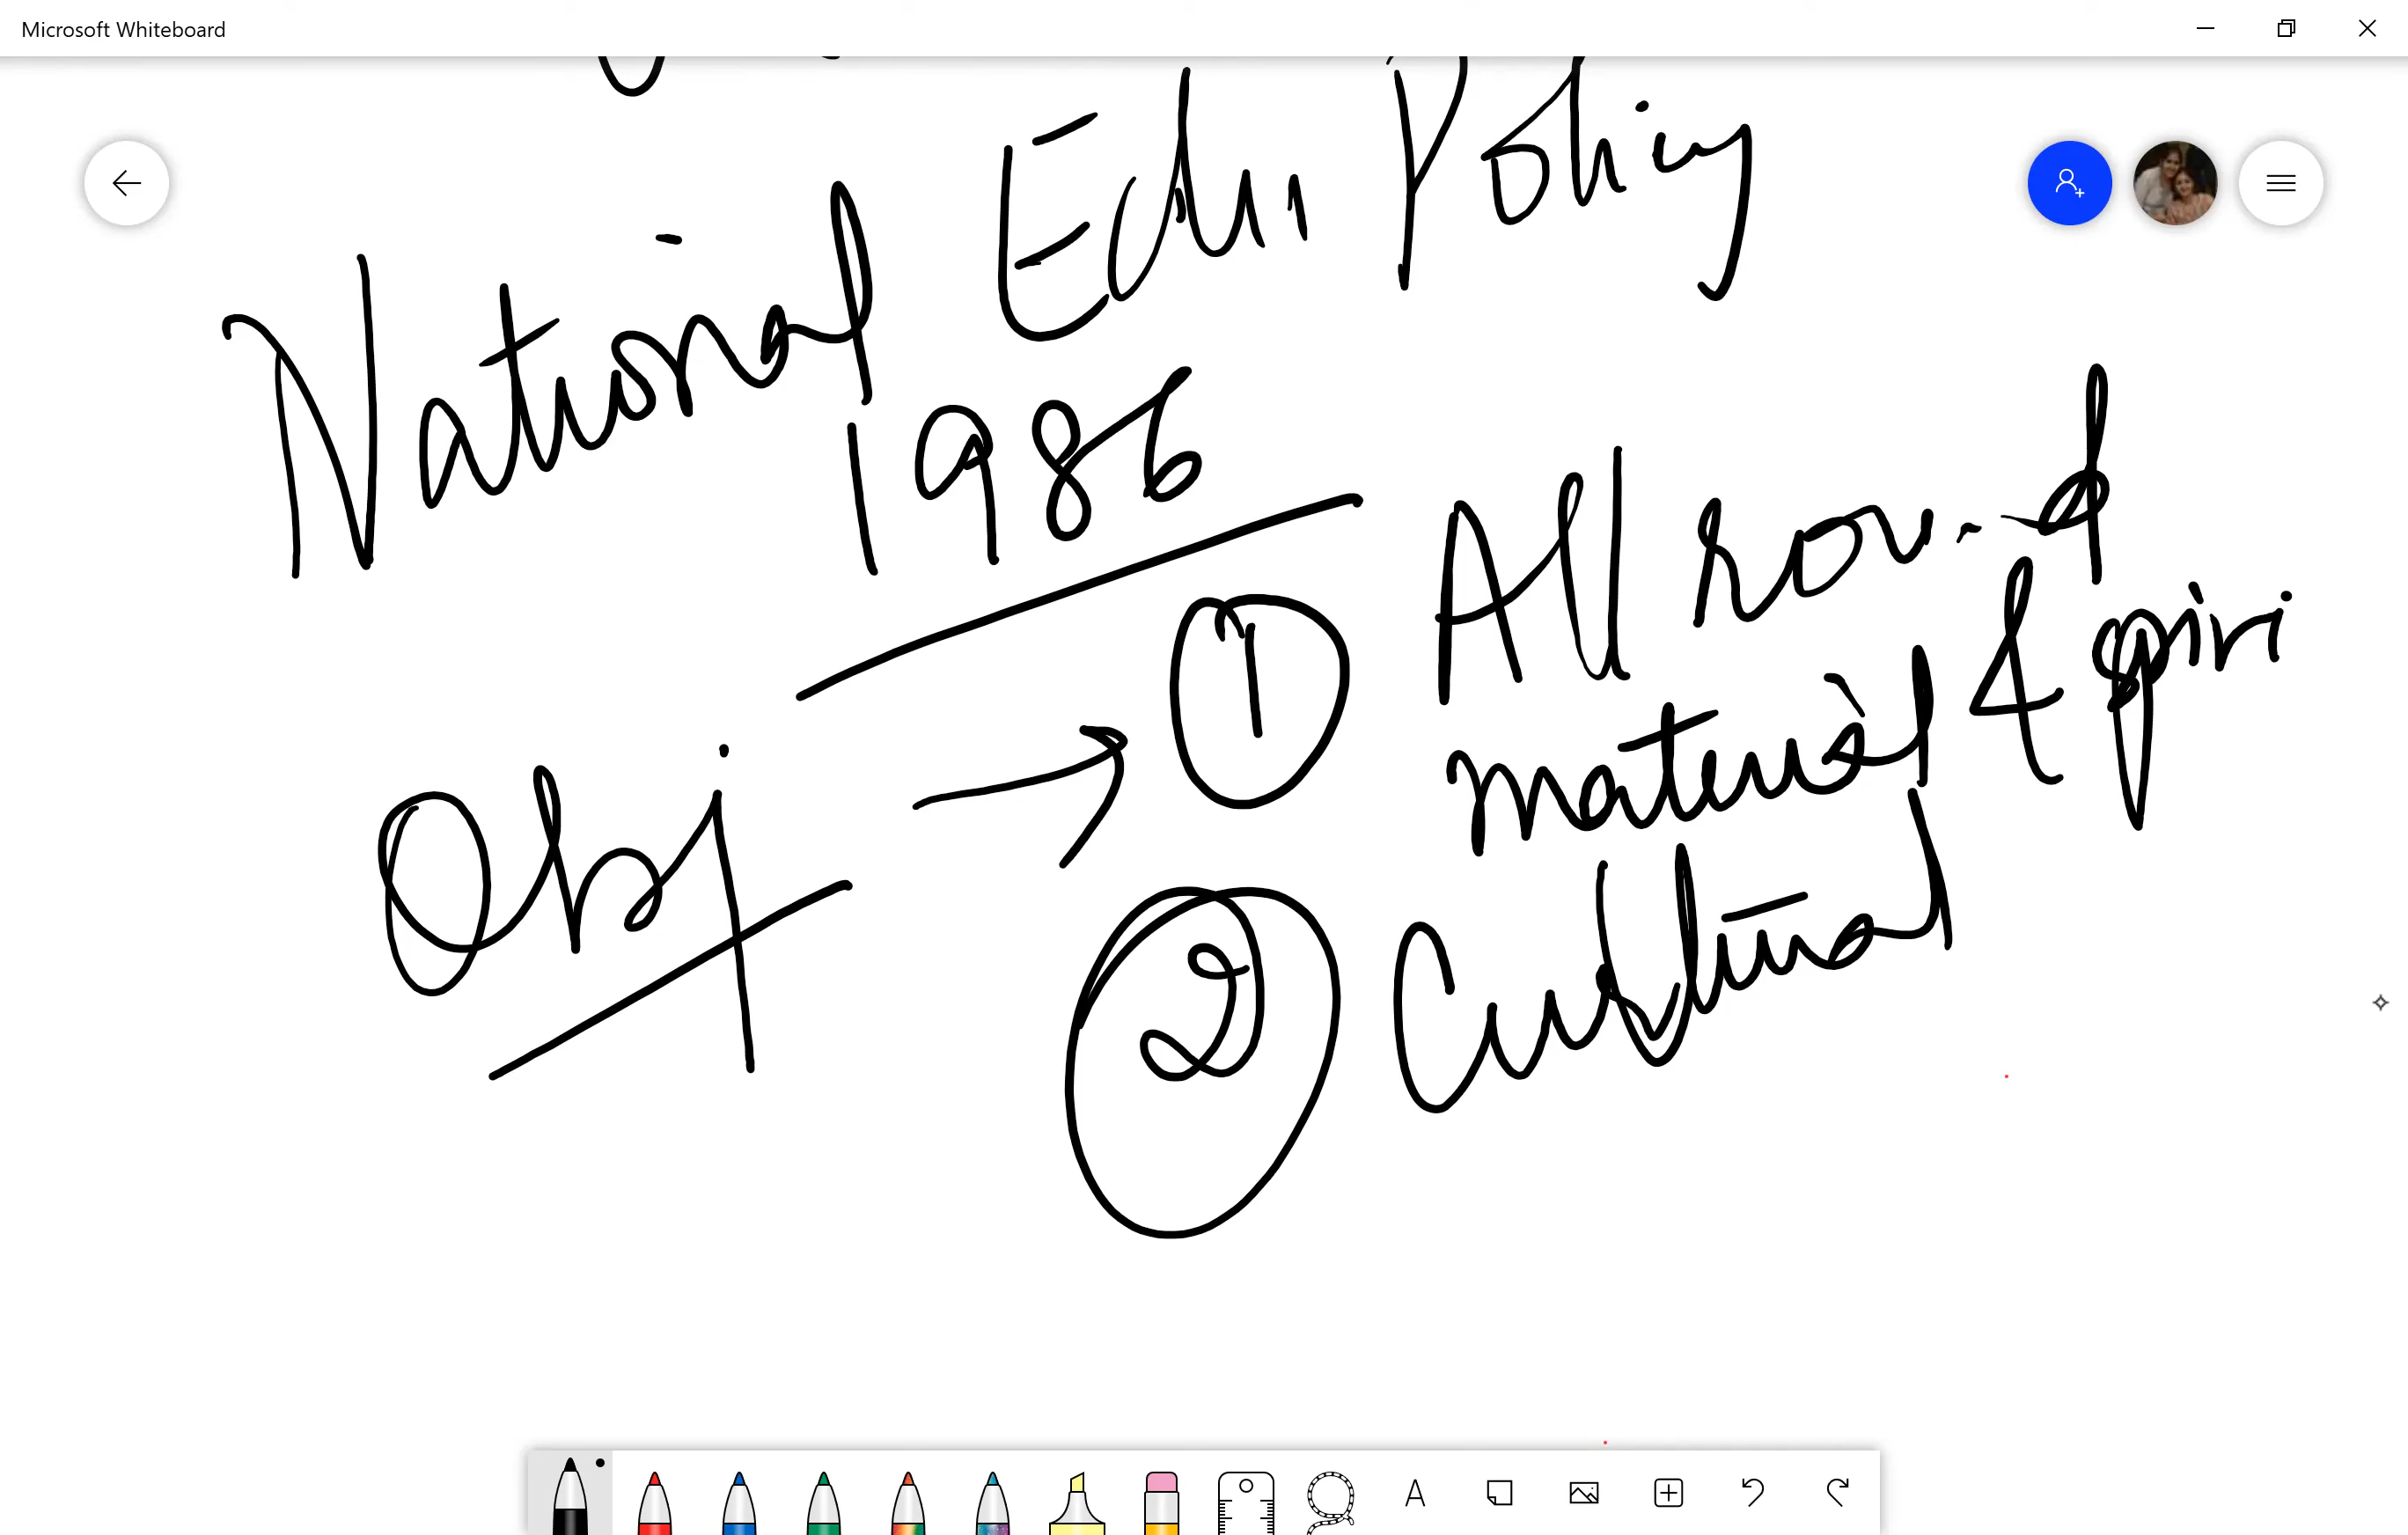 Microsoft Whiteboard
National Edu. Policy
1986
Obj → ① All round
material & spiri
② Cultural